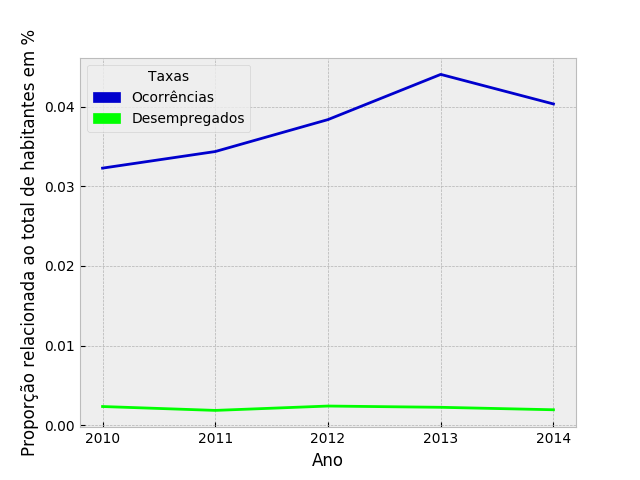 Proporção relacionada ao total de habitantes em %
Taxas
Ocorrências
Desempregados
0.04
0.03
0.02
0.01
0.00
2010 2011 2012 2013 2014
Ano